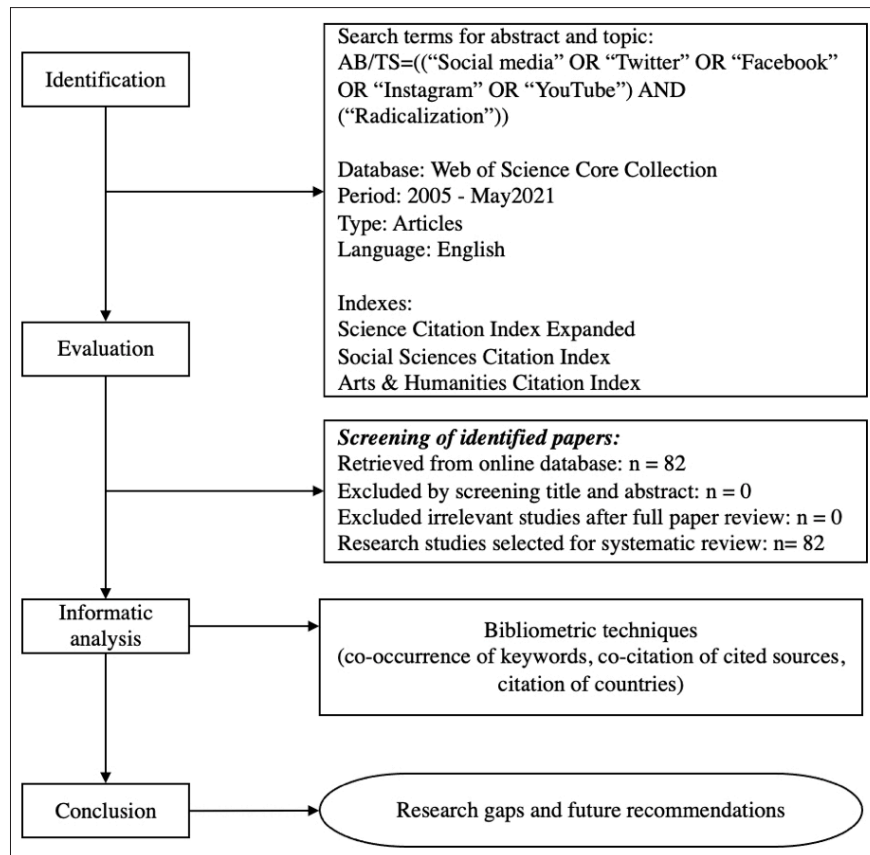 Identification
Search terms for abstract and topic:
AB/TS=((“Social media” OR “Twitter” OR “Facebook”
OR “Instagram” OR “YouTube”) AND
(“Radicalization”))
Database: Web of Science Core Collection
Period: 2005 - May2021
Type: Articles
Language: English
Indexes:
Science Citation Index Expanded
Social Sciences Citation Index
Arts & Humanities Citation Index
Evaluation
Screening of identified papers:
Retrieved from online database: n = 82
Excluded by screening title and abstract: n = 0
Excluded irrelevant studies after full paper review: n = 0
Research studies selected for systematic review: n= 82
Informatic
analysis
Bibliometric techniques
(co-occurrence of keywords, co-citation of cited sources,
citation of countries)
Conclusion
Research gaps and future recommendations